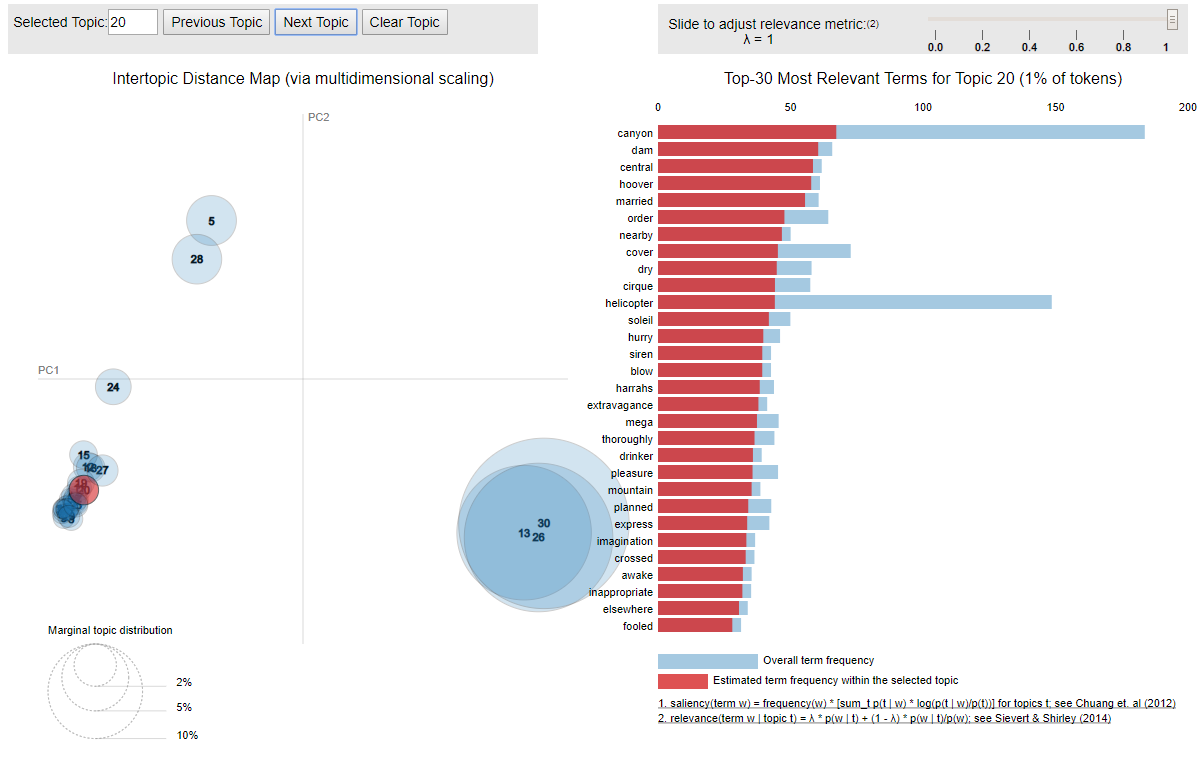 Selected Topic: 20 Previous Topic Next Topic Clear Topic
Slide to adjust relevance metric:(2)
λ = 1
0.0 0.2 0.4 0.6 0.8 1
Intertopic Distance Map (via multidimensional scaling)
PC2
PC1
5
28
24
15
27
18
20
30
13 26
Marginal topic distribution
2%
5%
10%
Top-30 Most Relevant Terms for Topic 20 (1% of tokens)
0 50 100 150 200
canyon
dam
central
hoover
married
order
nearby
cover
dry
cirque
helicopter
soleil
hurry
siren
blow
harrahs
extravagance
mega
thoroughly
drinker
pleasure
mountain
planned
express
imagination
crossed
awake
inappropriate
elsewhere
fooled
Overall term frequency
Estimated term frequency within the selected topic
1. saliency(term w) = frequency(w) * [sum_t p(t | w) * log(p(t | w)/p(t))] for topics t; see Chuang et. al (2012)
2. relevance(term w | topic t) = λ * p(w | t) + (1 - λ) * p(w | t)/p(w); see Sievert & Shirley (2014)